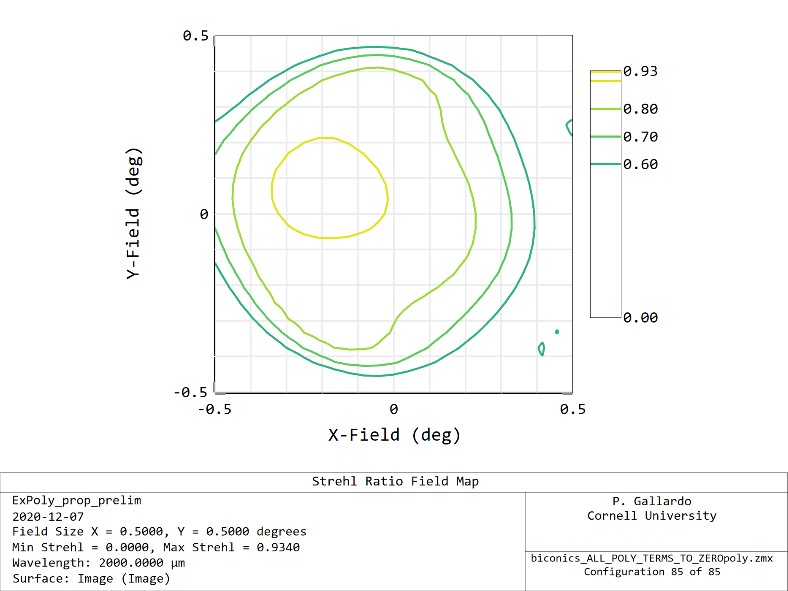 0.5
0
-0.5
Y-Field (deg)
-0.5
0
0.5
X-Field (deg)
0.93
0.80
0.70
0.60
0.00
Strehl Ratio Field Map
ExPoly_prop_prelim
2020-12-07
Field Size X = 0.5000, Y = 0.5000 degrees
Min Strehl = 0.0000, Max Strehl = 0.9340
Wavelength: 2000.0000 µm
Surface: Image (Image)
P. Gallardo
Cornell University
biconics_ALL_POLY_TERMS_TO_ZEROpoly.zmx
Configuration 85 of 85